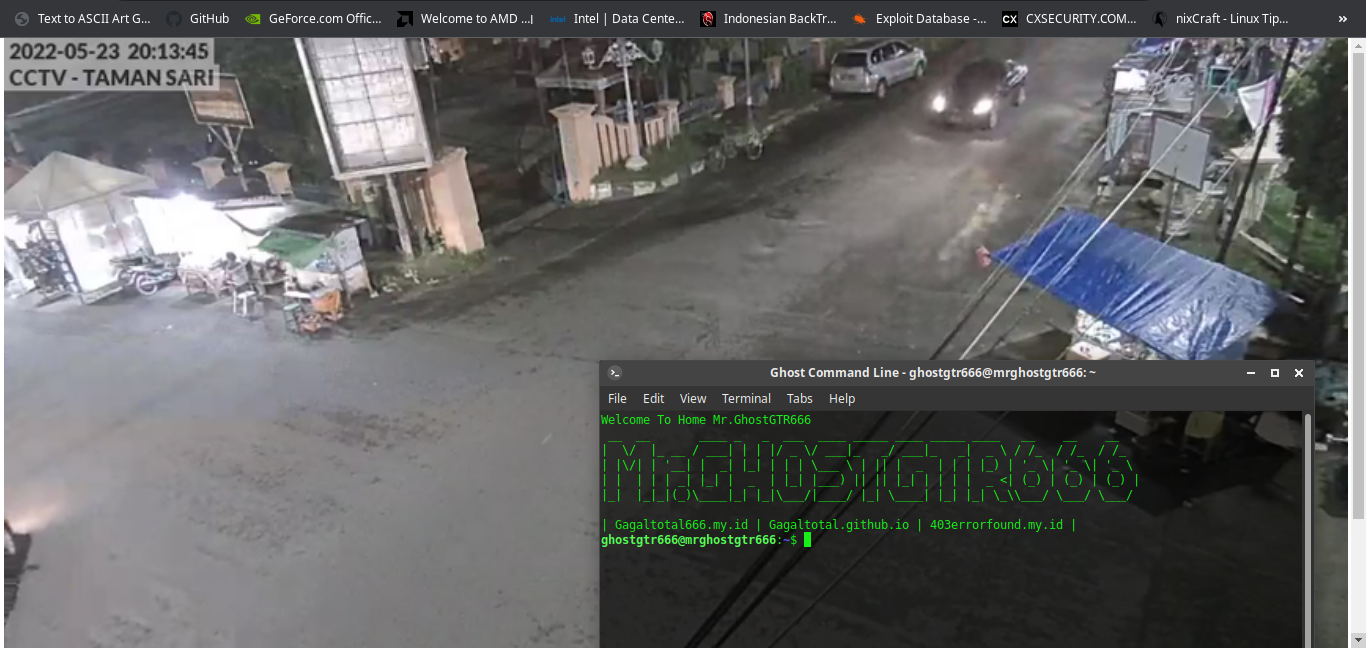 Text to ASCII Art G...
GitHub
GeForce.com Offic...
Welcome to AMD ...
Intel | Data Cente...
Indonesian BackTr...
Exploit Database -...
CXSECURITY.COM...
nixCraft - Linux Tip...
»
2022-05-23 20:13:45
CCTV - TAMAN SARI
Ghost Command Line - ghostgtr666@mrghostgtr666: ~
File Edit View Terminal Tabs Help
Welcome To Home Mr.GhostGTR666
Mr.GHOSTGTR666
| Gagaltotal666.my.id | Gagaltotal.github.io | 403errorfound.my.id |
ghostgtr666@mrghostgtr666:~$